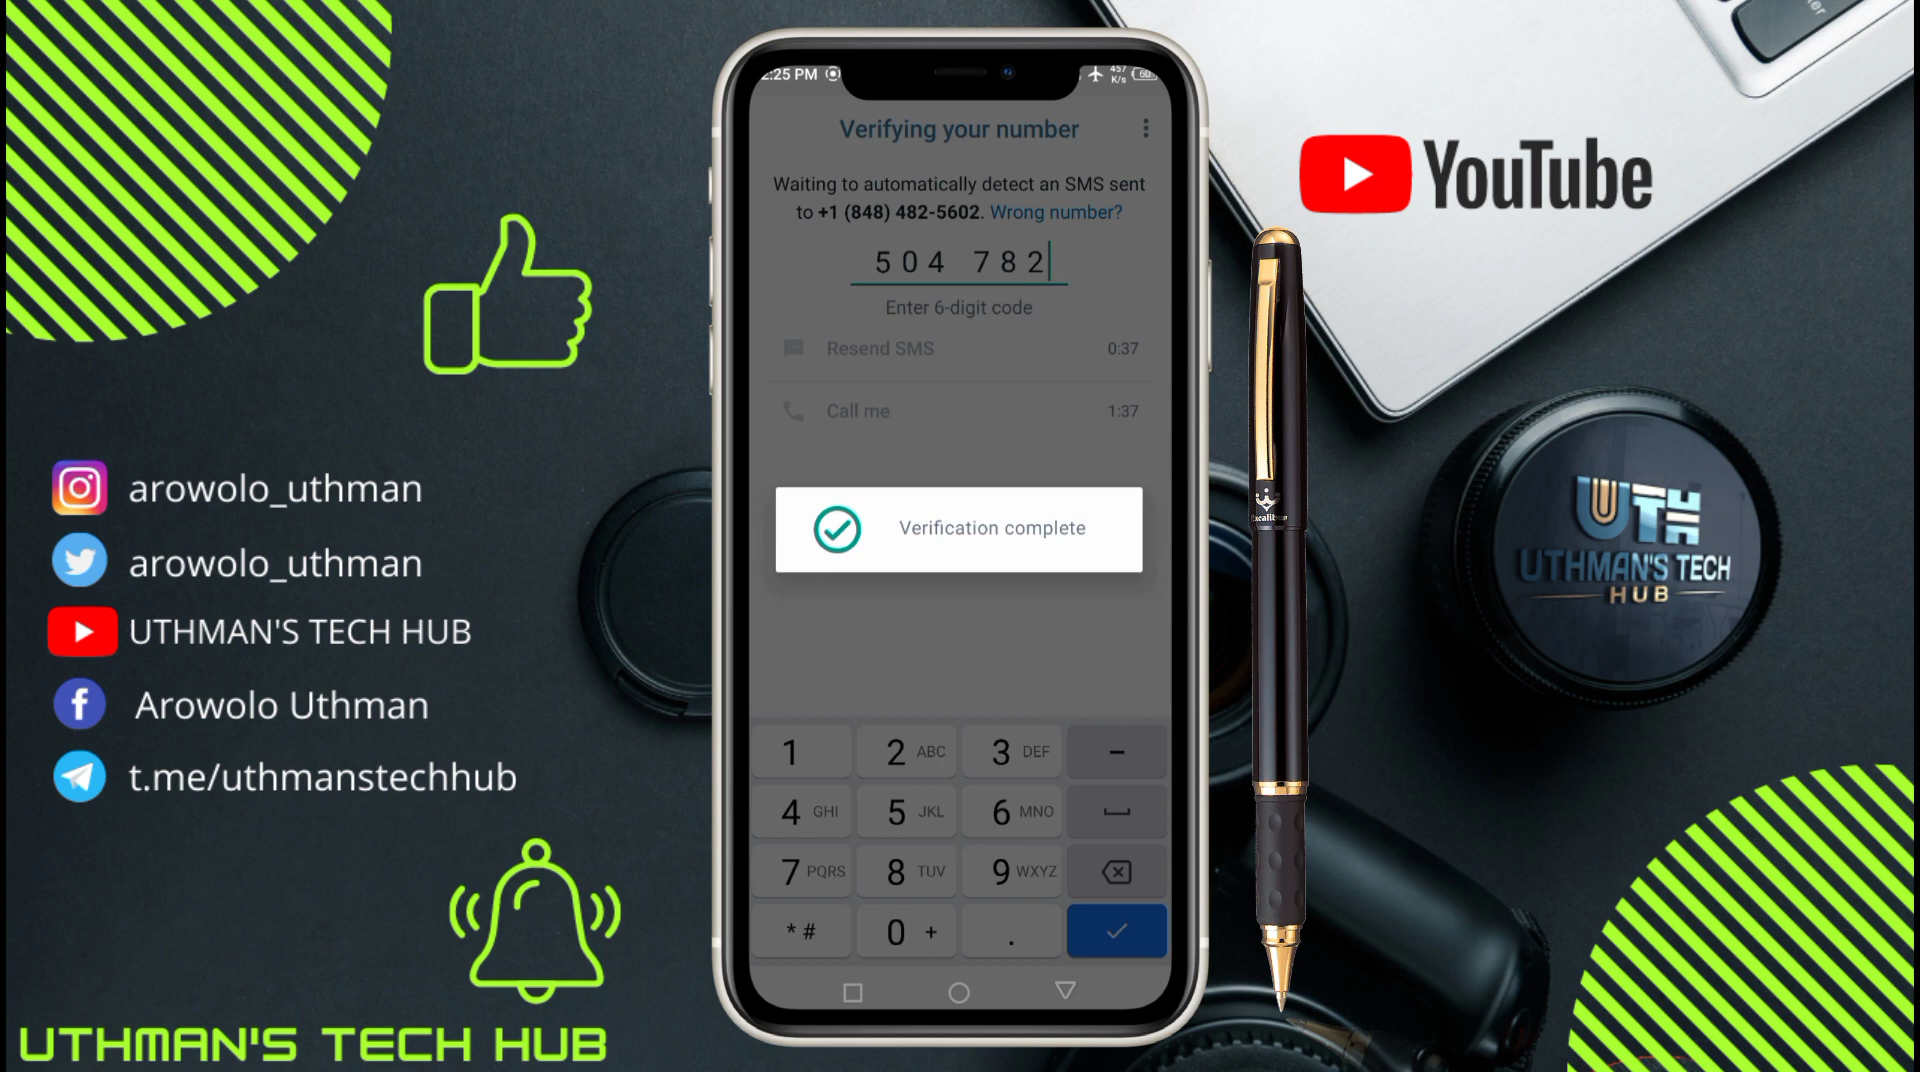 2:25 PM
457
K/s
60
Verifying your number
Waiting to automatically detect an SMS sent
to +1 (848) 482-5602. Wrong number?
504 782
Enter 6-digit code
Resend SMS 0:37
Call me 1:37
Verification complete
1
2 ABC
3 DEF
–
4 GHI
5 JKL
6 MNO
7 PQRS
8 TUV
9 WXYZ
* #
0 +
.
YouTube
arowolo_uthman
arowolo_uthman
UTHMAN'S TECH HUB
Arowolo Uthman
t.me/uthmanstechhub
UTHMAN'S TECH HUB
Excalibur
UTH
UTHMAN'S TECH
HUB